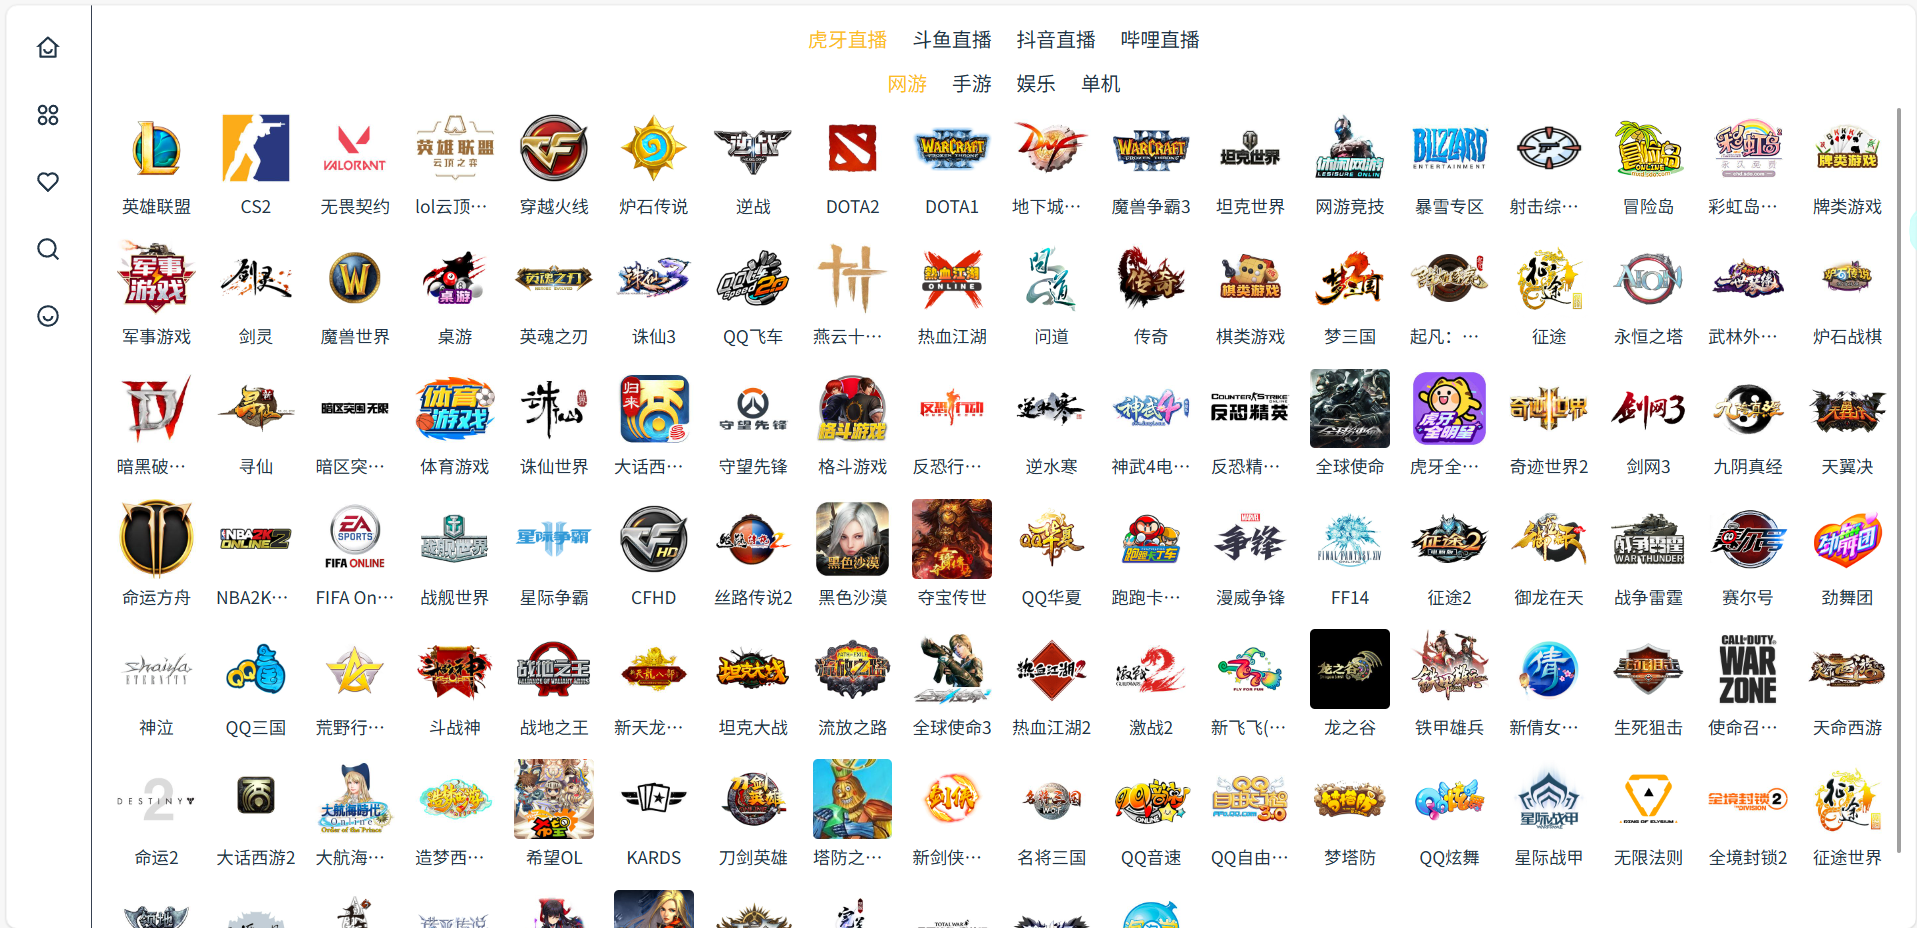 虎牙直播 斗鱼直播 抖音直播 哔哩直播
网游 手游 娱乐 单机
英雄联盟 CS2 无畏契约 lol云顶… 穿越火线 炉石传说 逆战 DOTA2 DOTA1 地下城… 魔兽争霸3 坦克世界 网游竞技 暴雪专区 射击综… 冒险岛 彩虹岛… 牌类游戏
军事游戏 剑灵 魔兽世界 桌游 英魂之刃 诛仙3 QQ飞车 燕云十… 热血江湖 问道 传奇 棋类游戏 梦三国 起凡：… 征途 永恒之塔 武林外… 炉石战棋
暗黑破… 寻仙 暗区突… 体育游戏 诛仙世界 大话西… 守望先锋 格斗游戏 反恐行… 逆水寒 神武4电… 反恐精… 全球使命 虎牙全… 奇迹世界2 剑网3 九阴真经 天翼决
命运方舟 NBA2K… FIFA On… 战舰世界 星际争霸 CFHD 丝路传说2 黑色沙漠 夺宝传世 QQ华夏 跑跑卡… 漫威争锋 FF14 征途2 御龙在天 战争雷霆 赛尔号 劲舞团
神泣 QQ三国 荒野行… 斗战神 战地之王 新天龙… 坦克大战 流放之路 全球使命3 热血江湖2 激战2 新飞飞(… 龙之谷 铁甲雄兵 新倩女… 生死狙击 使命召… 天命西游
命运2 大话西游2 大航海… 造梦西… 希望OL KARDS 刀剑英雄 塔防之… 新剑侠… 名将三国 QQ音速 QQ自由… 梦塔防 QQ炫舞 星际战甲 无限法则 全境封锁2 征途世界